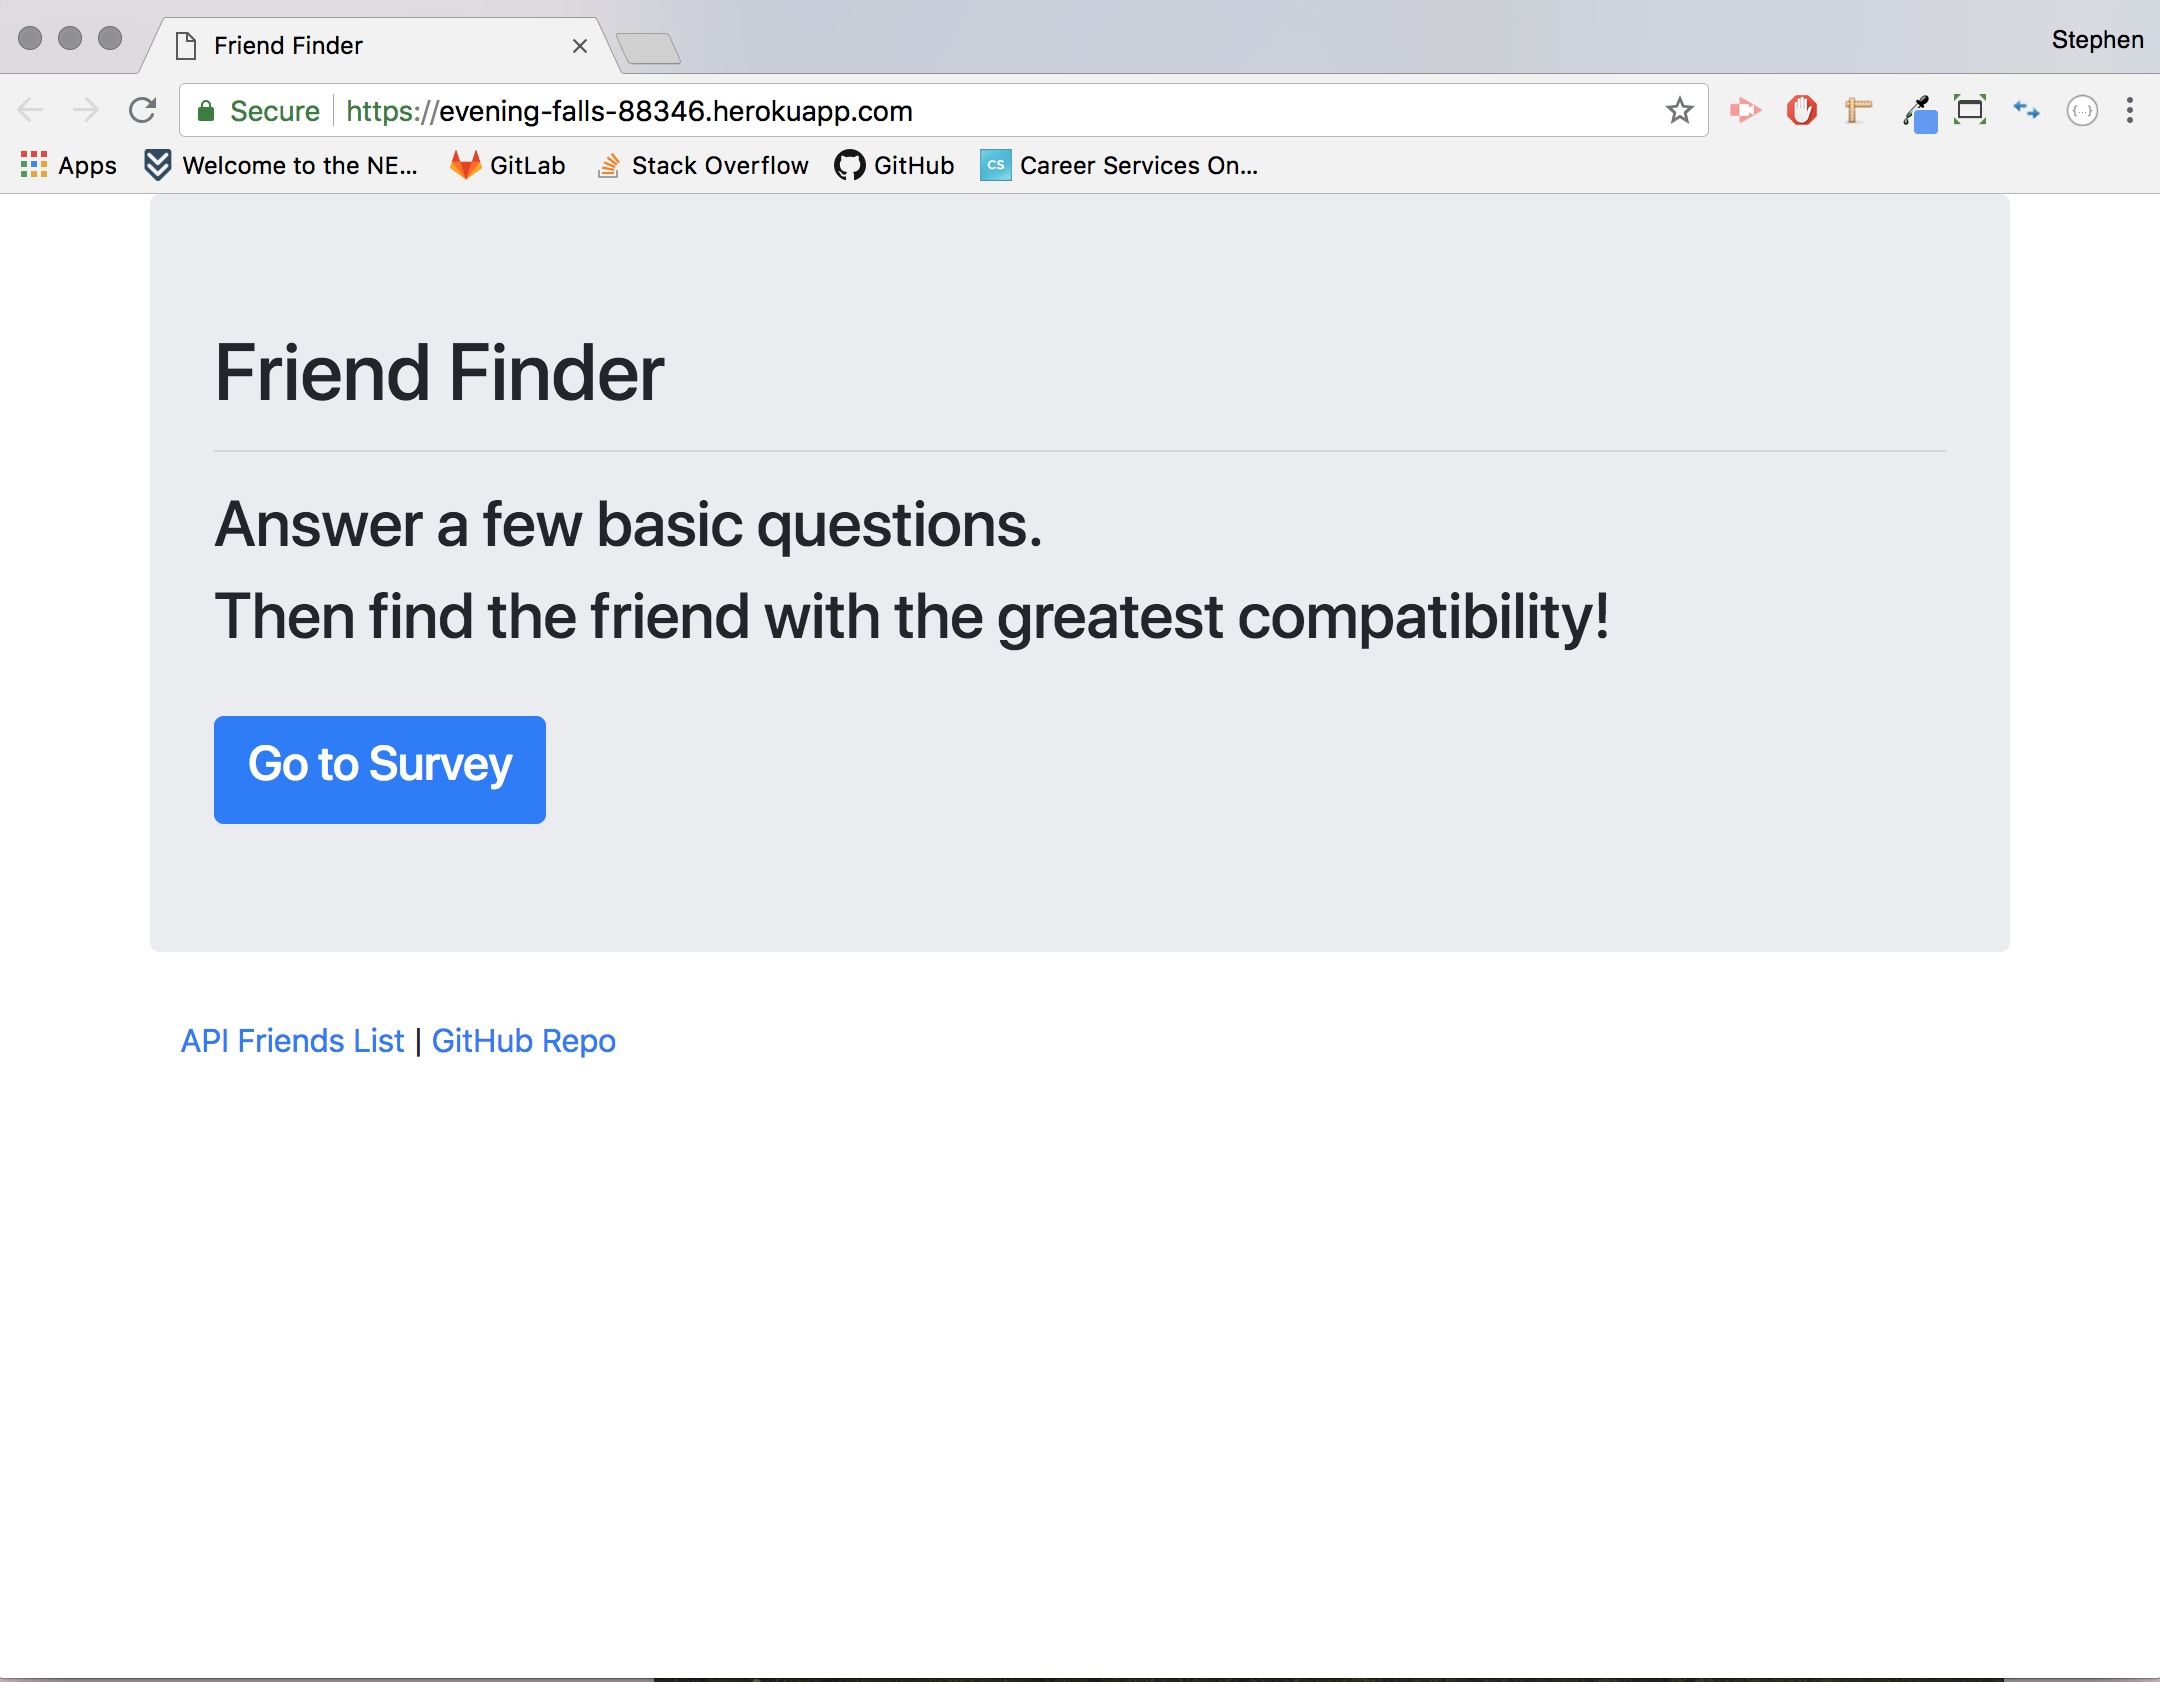 Friend Finder
Stephen
Secure https://evening-falls-88346.herokuapp.com
{...}
Apps Welcome to the NE... GitLab Stack Overflow GitHub CS Career Services On...
Friend Finder
Answer a few basic questions.
Then find the friend with the greatest compatibility!
Go to Survey
API Friends List | GitHub Repo